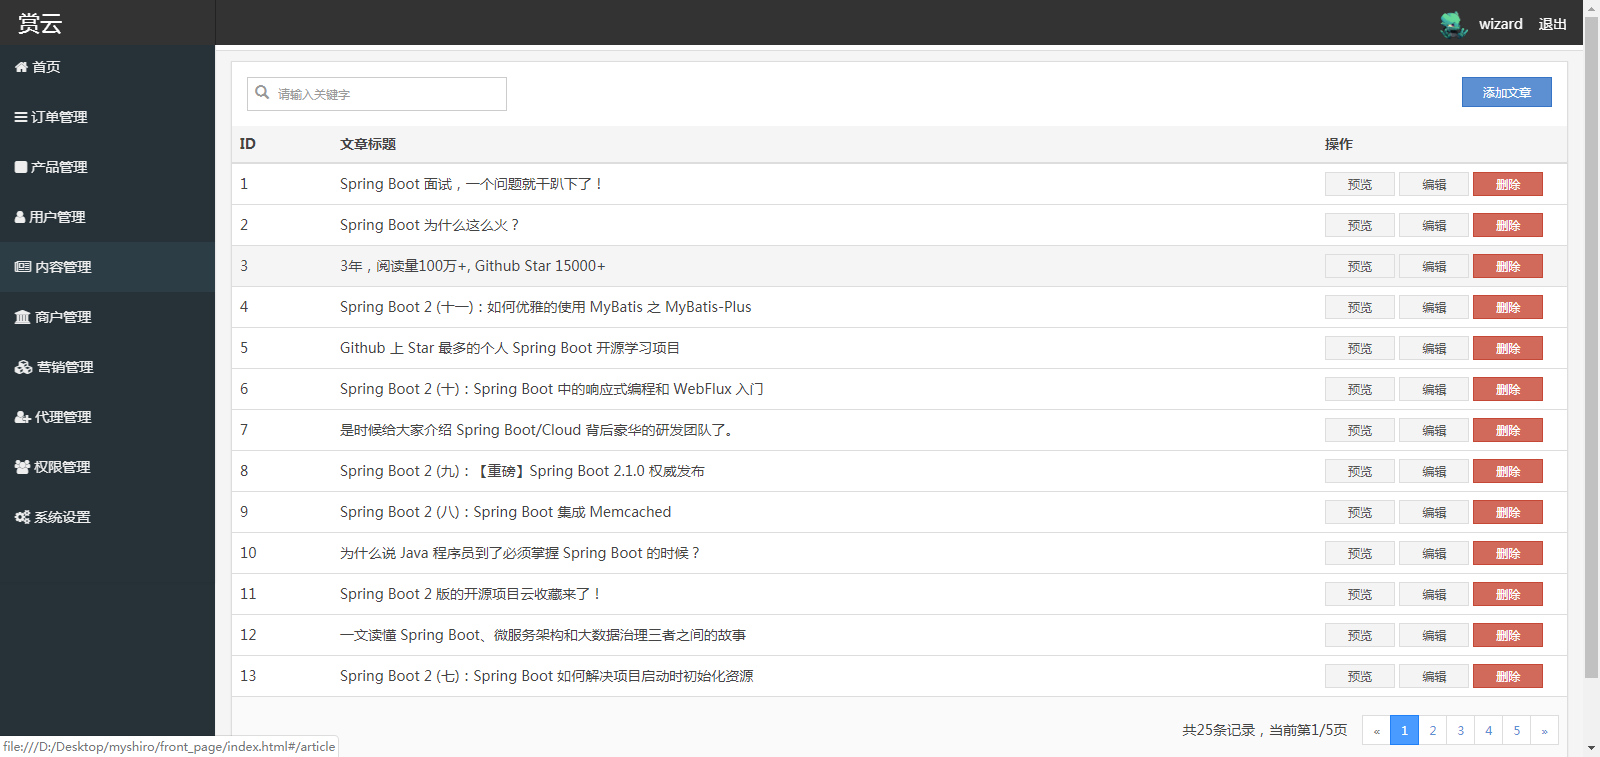 赏云
wizard 退出
首页
订单管理
产品管理
用户管理
内容管理
商户管理
营销管理
代理管理
权限管理
系统设置
请输入关键字 添加文章
ID 文章标题 操作
1 Spring Boot 面试，一个问题就干趴下了！ 预览 编辑 删除
2 Spring Boot 为什么这么火？ 预览 编辑 删除
3 3年，阅读量100万+, Github Star 15000+ 预览 编辑 删除
4 Spring Boot 2 (十一)：如何优雅的使用 MyBatis 之 MyBatis-Plus 预览 编辑 删除
5 Github 上 Star 最多的个人 Spring Boot 开源学习项目 预览 编辑 删除
6 Spring Boot 2 (十)：Spring Boot 中的响应式编程和 WebFlux 入门 预览 编辑 删除
7 是时候给大家介绍 Spring Boot/Cloud 背后豪华的研发团队了。 预览 编辑 删除
8 Spring Boot 2 (九)：【重磅】Spring Boot 2.1.0 权威发布 预览 编辑 删除
9 Spring Boot 2 (八)：Spring Boot 集成 Memcached 预览 编辑 删除
10 为什么说 Java 程序员到了必须掌握 Spring Boot 的时候？ 预览 编辑 删除
11 Spring Boot 2 版的开源项目云收藏来了！ 预览 编辑 删除
12 一文读懂 Spring Boot、微服务架构和大数据治理三者之间的故事 预览 编辑 删除
13 Spring Boot 2 (七)：Spring Boot 如何解决项目启动时初始化资源 预览 编辑 删除
共25条记录，当前第1/5页 « 1 2 3 4 5 »
file:///D:/Desktop/myshiro/front_page/index.html#/article